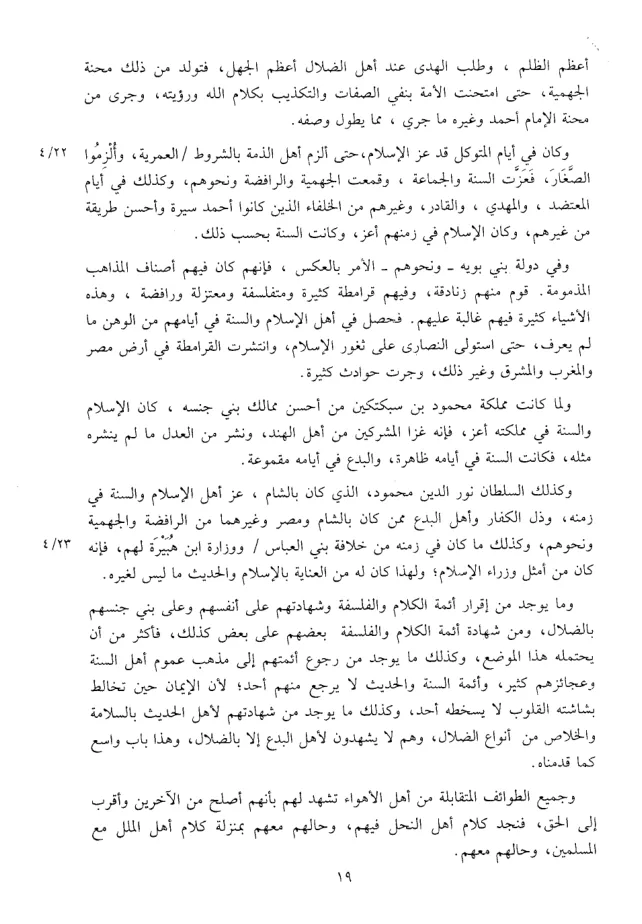 أعظم الظلم ، وطلب الهدى عند أهل الضلال أعظم الجهل، فتولد من ذلك محنة
الجهمية، حتى امتحنت الأمة بنفي الصفات والتكذيب بكلام الله ورؤيته، وجرى من
محنة الإمام أحمد وغيره ما جري ، مما يطول وصفه.
وكان في أيام المتوكل قد عز الإسلام،حتى ألزم أهل الذمة بالشروط /العمرية، وأُلْزِمُوا ٤/٢٢
الصَّغَارَ، فَعَزَّت السنة والجماعة ، وقمعت الجهمية والرافضة ونحوهم، وكذلك في أيام
المعتضد ، والمهدي ، والقادر، وغيرهم من الخلفاء الذين كانوا أحمد سيرة وأحسن طريقة
من غيرهم، وكان الإسلام في زمنهم أعز، وكانت السنة بحسب ذلك.
وفي دولة بني بويه ـ ونحوهم ـ الأمر بالعكس ، فإنهم كان فيهم أصناف المذاهب
المذمومة. قوم منهم زنادقة، وفيهم قرامطة كثيرة ومتفلسفة ومعتزلة ورافضة ، وهذه
الأشياء كثيرة فيهم غالبة عليهم. فحصل في أهل الإسلام والسنة في أيامهم من الوهن ما
لم يعرف، حتى استولى النصارى على ثغور الإسلام، وانتشرت القرامطة في أرض مصر
والمغرب والمشرق وغير ذلك، وجرت حوادث كثيرة.
ولما كانت مملكة محمود بن سبكتكين من أحسن ممالك بني جنسه ، كان الإسلام
والسنة في مملكته أعز، فإنه غزا المشركين من أهل الهند، ونشر من العدل ما لم ينشره
مثله، فكانت السنة في أيامه ظاهرة، والبدع في أيامه مقموعة.
وكذلك السلطان نور الدين محمود، الذي كان بالشام ، عز أهل الإسلام والسنة في
زمنه، وذل الكفار وأهل البدع ممن كان بالشام ومصر وغيرهما من الرافضة والجهمية
ونحوهم، وكذلك ما كان في زمنه من خلافة بني العباس / ووزارة ابن هُبَيْرَة لهم، فإنه ٤/٢٣
كان من أمثل وزراء الإسلام؛ ولهذا كان له من العناية بالإسلام والحديث ما ليس لغيره.
وما يوجد من إقرار أئمة الكلام والفلسفة وشهادتهم على أنفسهم وعلى بني جنسهم
بالضلال، ومن شهادة أئمة الكلام والفلسفة بعضهم على بعض كذلك، فأكثر من أن
يحتمله هذا الموضع، وكذلك ما يوجد من رجوع أئمتهم إلى مذهب عموم أهل السنة
وعجائزهم كثير، وأئمة السنة والحديث لا يرجع منهم أحد؛ لأن الإيمان حين تخالط
بشاشته القلوب لا يسخطه أحد، وكذلك ما يوجد من شهادتهم لأهل الحديث بالسلامة
والخلاص من أنواع الضلال، وهم لا يشهدون لأهل البدع إلا بالضلال، وهذا باب واسع
كما قدمناه.
وجميع الطوائف المتقابلة من أهل الأهواء تشهد لهم بأنهم أصلح من الآخرين وأقرب
إلى الحق، فنجد كلام أهل النحل فيهم، وحالهم معهم بمنزلة كلام أهل الملل مع
المسلمين، وحالهم معهم.
١٩